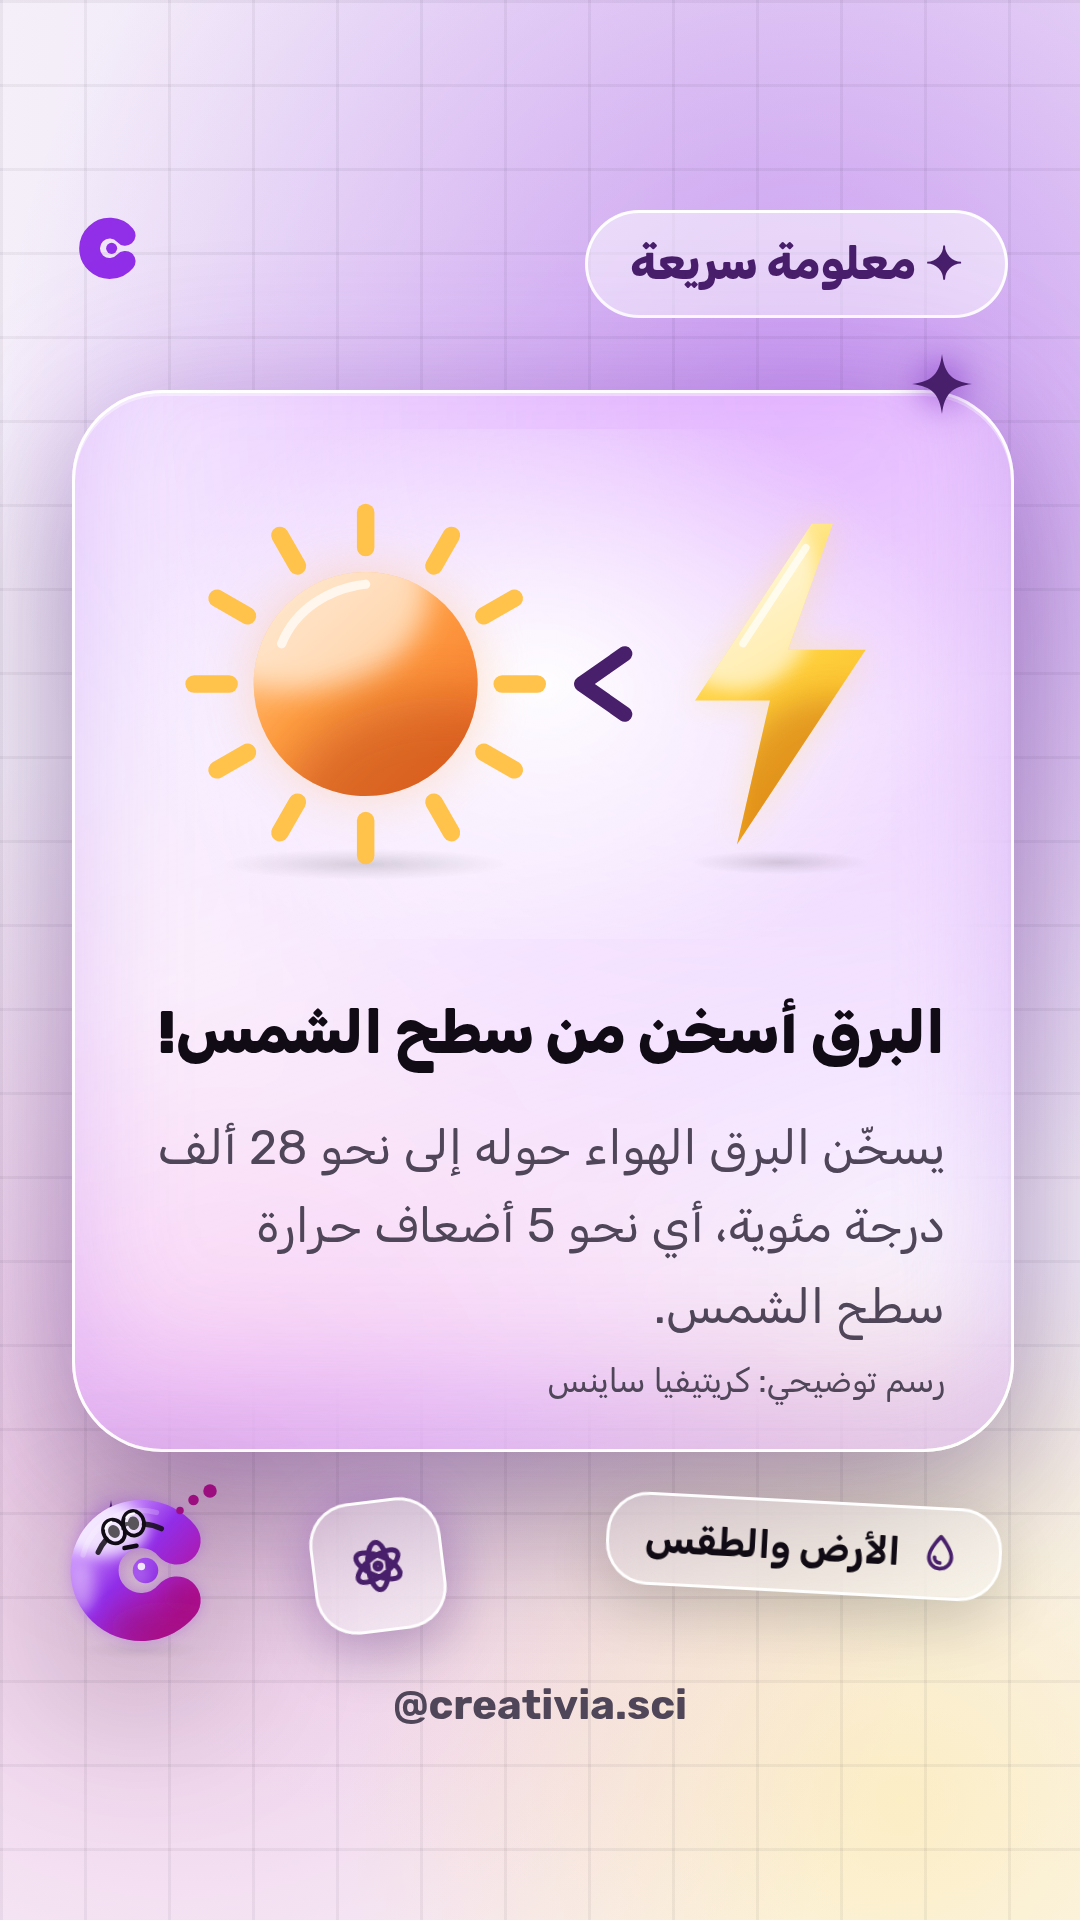 معلومة سريعة
البرق أسخن من سطح الشمس!
يسخّن البرق الهواء حوله إلى نحو 28 ألف
درجة مئوية، أي نحو 5 أضعاف حرارة
سطح الشمس.
رسم توضيحي: كريتيفيا ساينس
الأرض والطقس
@creativia.sci